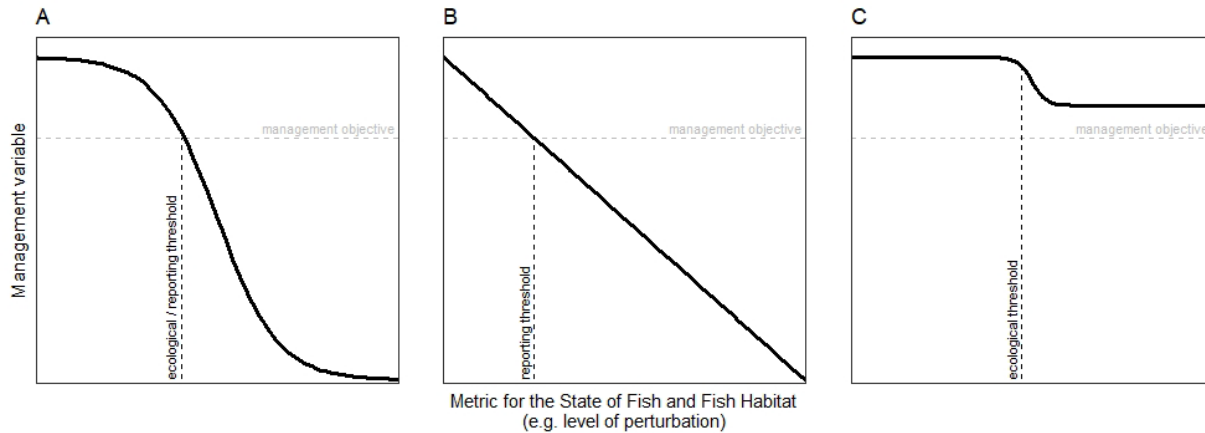 A
B
C
Management variable
management objective
ecological / reporting threshold
management objective
reporting threshold
management objective
ecological threshold
Metric for the State of Fish and Fish Habitat
(e.g. level of perturbation)